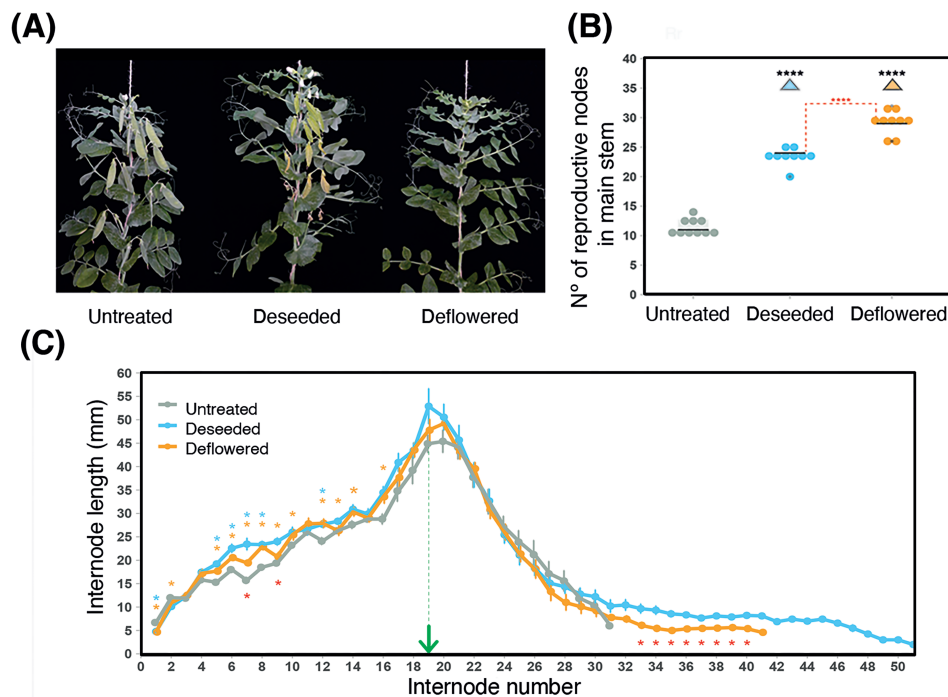 (A)
Untreated Deseeded Deflowered
(B)
N° of reproductive nodes
in main stem
40
35
30
25
20
15
10
5
0
****
****
****
Untreated Deseeded Deflowered
(C)
Internode length (mm)
60
55
50
45
40
35
30
25
20
15
10
5
0
Untreated
Deseeded
Deflowered
0 2 4 6 8 10 12 14 16 18 20 22 24 26 28 30 31 33 34 36 38 40 42 44 46 48 50
Internode number